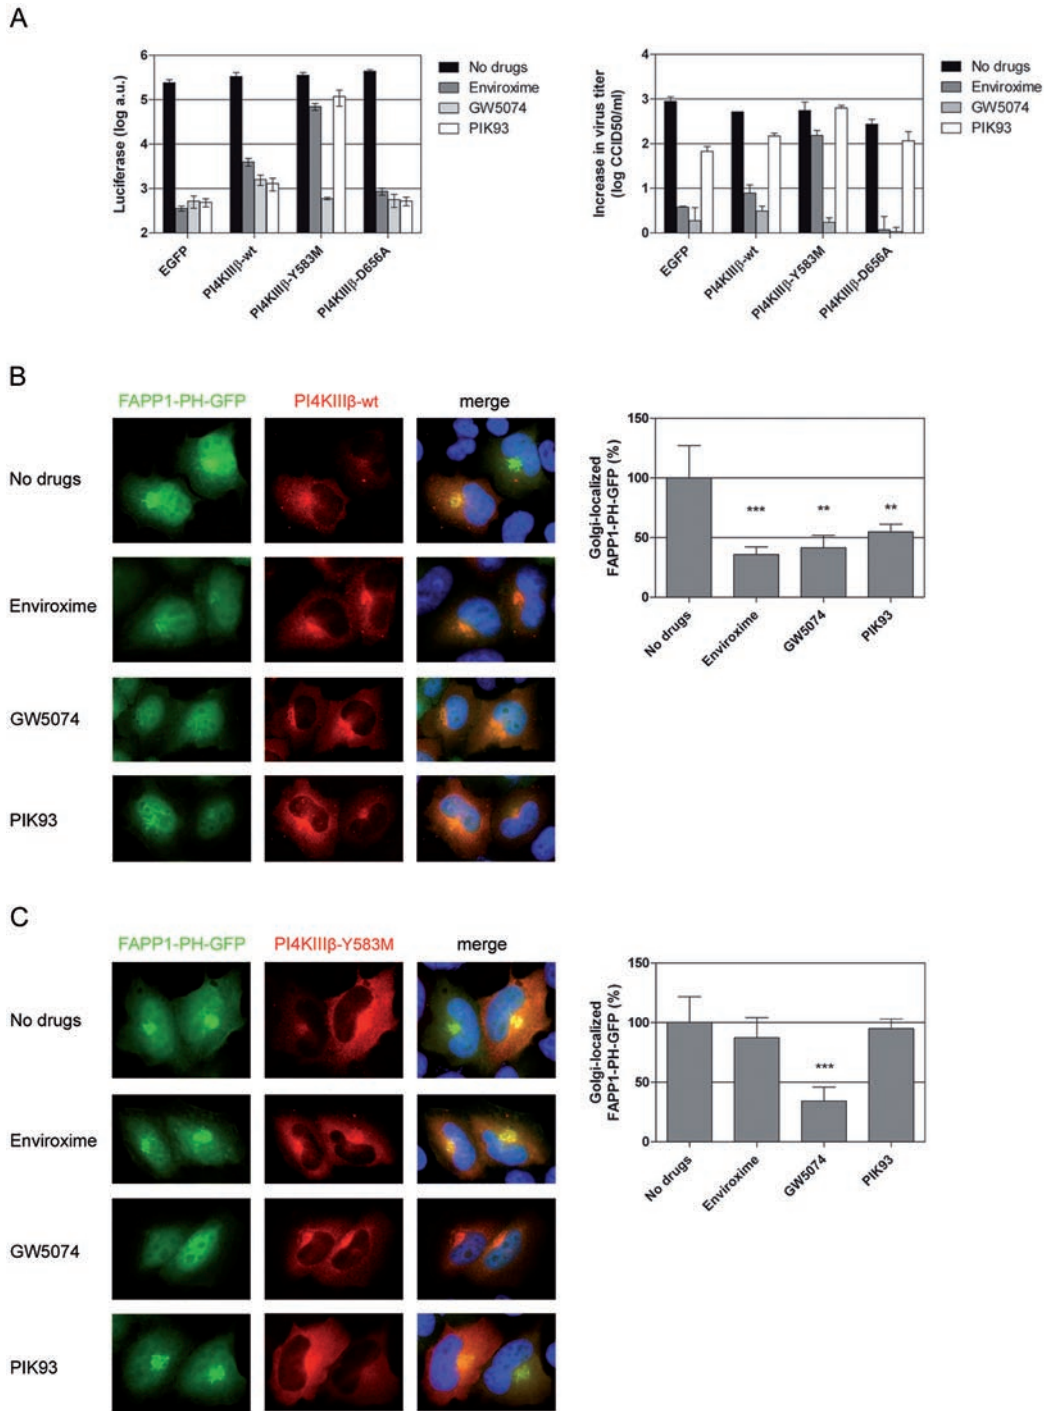 A
6
5
4
3
2
Luciferase (log a.u.)
EGFP
PI4KIIIβ-wt
PI4KIIIβ-Y583M
PI4KIIIβ-D656A
No drugs
Enviroxime
GW5074
PIK93
4
3
2
1
0
Increase in virus titer
(log CCID50/ml)
EGFP
PI4KIIIβ-wt
PI4KIIIβ-Y583M
PI4KIIIβ-D656A
No drugs
Enviroxime
GW5074
PIK93
B
FAPP1-PH-GFP
PI4KIIIβ-wt
merge
No drugs
Enviroxime
GW5074
PIK93
150
100
50
0
Golgi-localized
FAPP1-PH-GFP (%)
***
**
**
No drugs
Enviroxime
GW5074
PIK93
C
FAPP1-PH-GFP
PI4KIIIβ-Y583M
merge
No drugs
Enviroxime
GW5074
PIK93
150
100
50
0
Golgi-localized
FAPP1-PH-GFP (%)
***
No drugs
Enviroxime
GW5074
PIK93